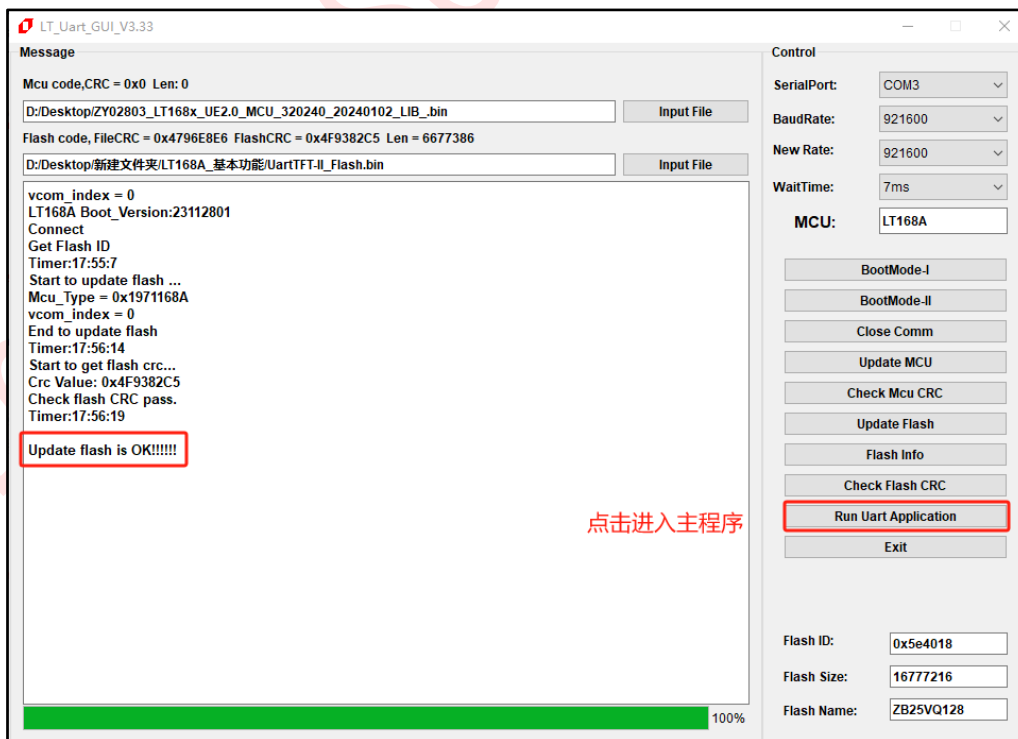 LT_Uart_GUI_V3.33
Message
Mcu code,CRC = 0x0 Len: 0
D:/Desktop/ZY02803_LT168x_UE2.0_MCU_320240_20240102_LIB_.bin
Input File
Flash code, FileCRC = 0x4796E8E6 FlashCRC = 0x4F9382C5 Len = 6677386
D:/Desktop/新建文件夹/LT168A_基本功能/UartTFT-II_Flash.bin
Input File
vcom_index = 0
LT168A Boot_Version:23112801
Connect
Get Flash ID
Timer:17:55:7
Start to update flash ...
Mcu_Type = 0x1971168A
vcom_index = 0
End to update flash
Timer:17:56:14
Start to get flash crc...
Crc Value: 0x4F9382C5
Check flash CRC pass.
Timer:17:56:19
Update flash is OK!!!!!!
点击进入主程序
100%
Control
SerialPort: COM3
BaudRate: 921600
New Rate: 921600
WaitTime: 7ms
MCU: LT168A
BootMode-I
BootMode-II
Close Comm
Update MCU
Check Mcu CRC
Update Flash
Flash Info
Check Flash CRC
Run Uart Application
Exit
Flash ID: 0x5e4018
Flash Size: 16777216
Flash Name: ZB25VQ128